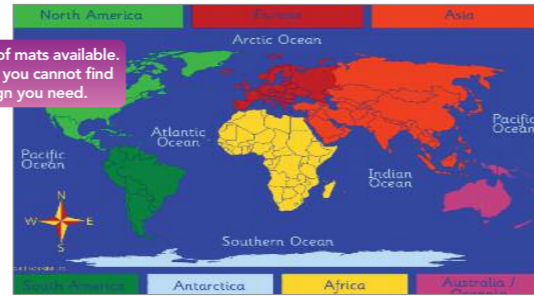 North America
Europe
Asia
of mats available.
you cannot find
gn you need.
Arctic Ocean
Atlantic
Ocean
Pacific
Ocean
Pacific
Ocean
Indian
Ocean
N
W
E
S
Southern Ocean
South America
Antarctica
Africa
Australia /
Oceania